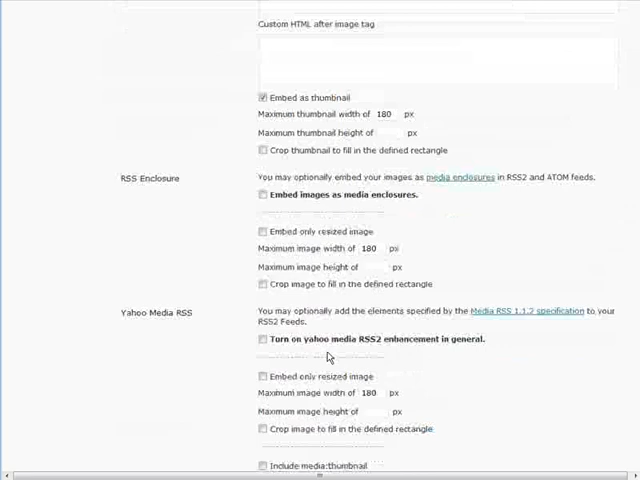 Custom HTML after image tag
Embed as thumbnail
Maximum thumbnail width of 180 px
Maximum thumbnail height of px
Crop thumbnail to fill in the defined rectangle
RSS Enclosure
You may optionally embed your images as media enclosures in RSS2 and ATOM feeds.
Embed images as media enclosures.
Embed only resized image
Maximum image width of 180 px
Maximum image height of px
Crop image to fill in the defined rectangle
Yahoo Media RSS
You may optionally add the elements specified by the Media RSS 1.1.2 specification to your
RSS2 Feeds.
Turn on yahoo media RSS2 enhancement in general.
Embed only resized image
Maximum image width of 180 px
Maximum image height of px
Crop image to fill in the defined rectangle
Include media:thumbnail